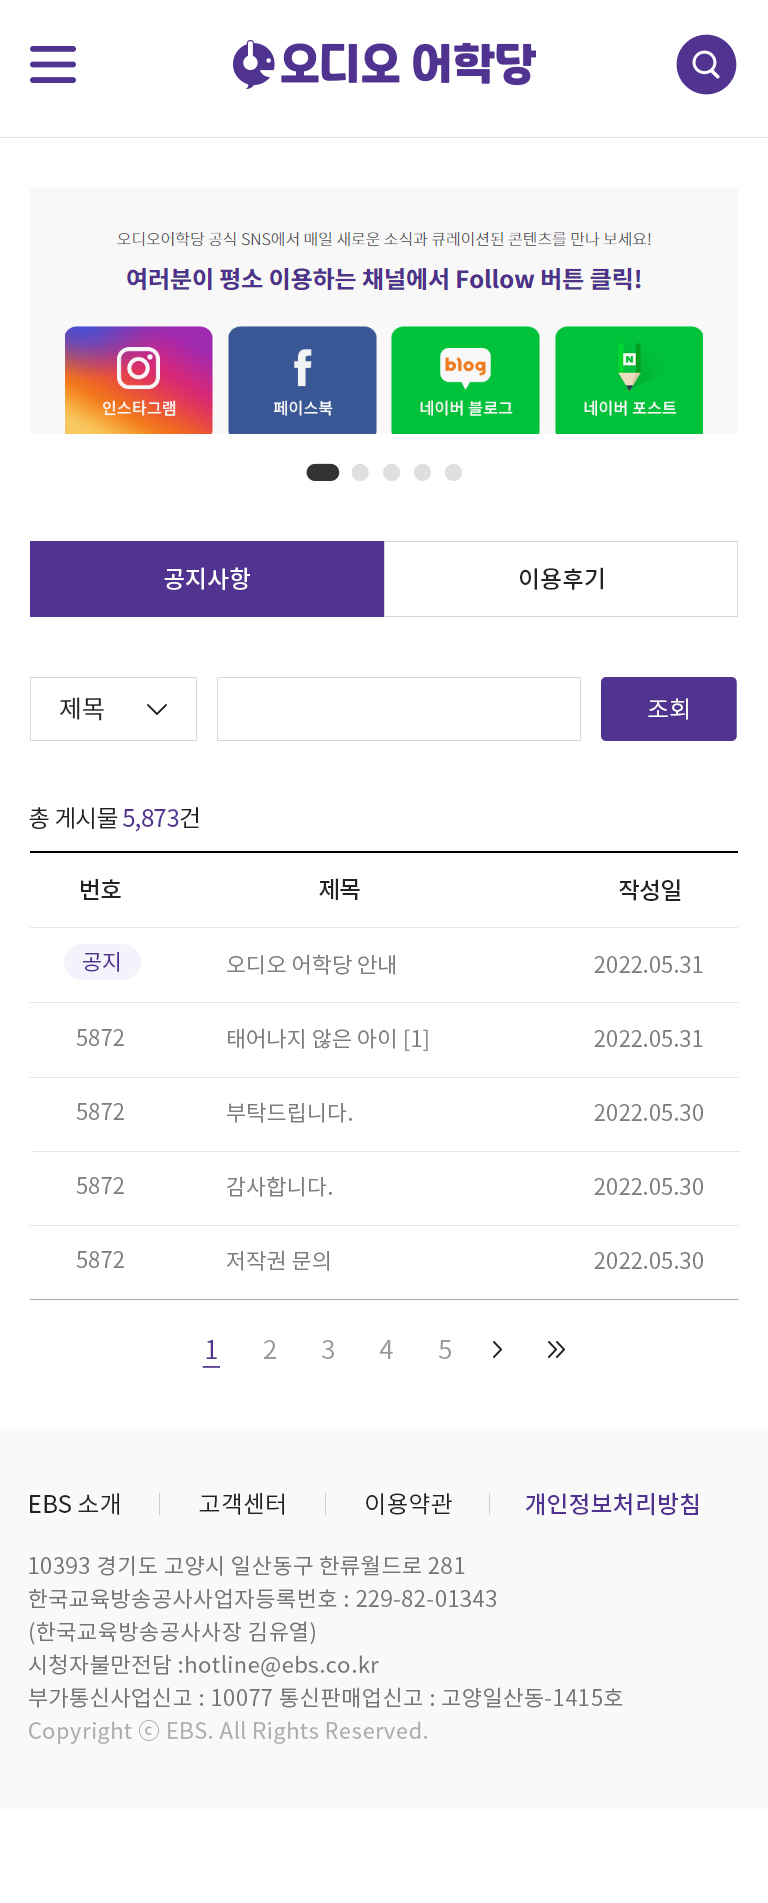 오디오 어학당
오디오어학당 공식 SNS에서 매일 새로운 소식과 큐레이션된 콘텐츠를 만나 보세요!
여러분이 평소 이용하는 채널에서 Follow 버튼 클릭!
blog
N
인스타그램 페이스북 네이버 블로그 네이버 포스트
공지사항 이용후기
제목 조회
총 게시물 5,873건
번호 제목 작성일
공지 오디오 어학당 안내 2022.05.31
5872 태어나지 않은 아이 [1] 2022.05.31
5872 부탁드립니다. 2022.05.30
5872 감사합니다. 2022.05.30
5872 저작권 문의 2022.05.30
1 2 3 4 5
EBS 소개 고객센터 이용약관 개인정보처리방침
10393 경기도 고양시 일산동구 한류월드로 281
한국교육방송공사사업자등록번호 : 229-82-01343
(한국교육방송공사사장 김유열)
시청자불만전담 :hotline@ebs.co.kr
부가통신사업신고 : 10077 통신판매업신고 : 고양일산동-1415호
Copyright ⓒ EBS. All Rights Reserved.